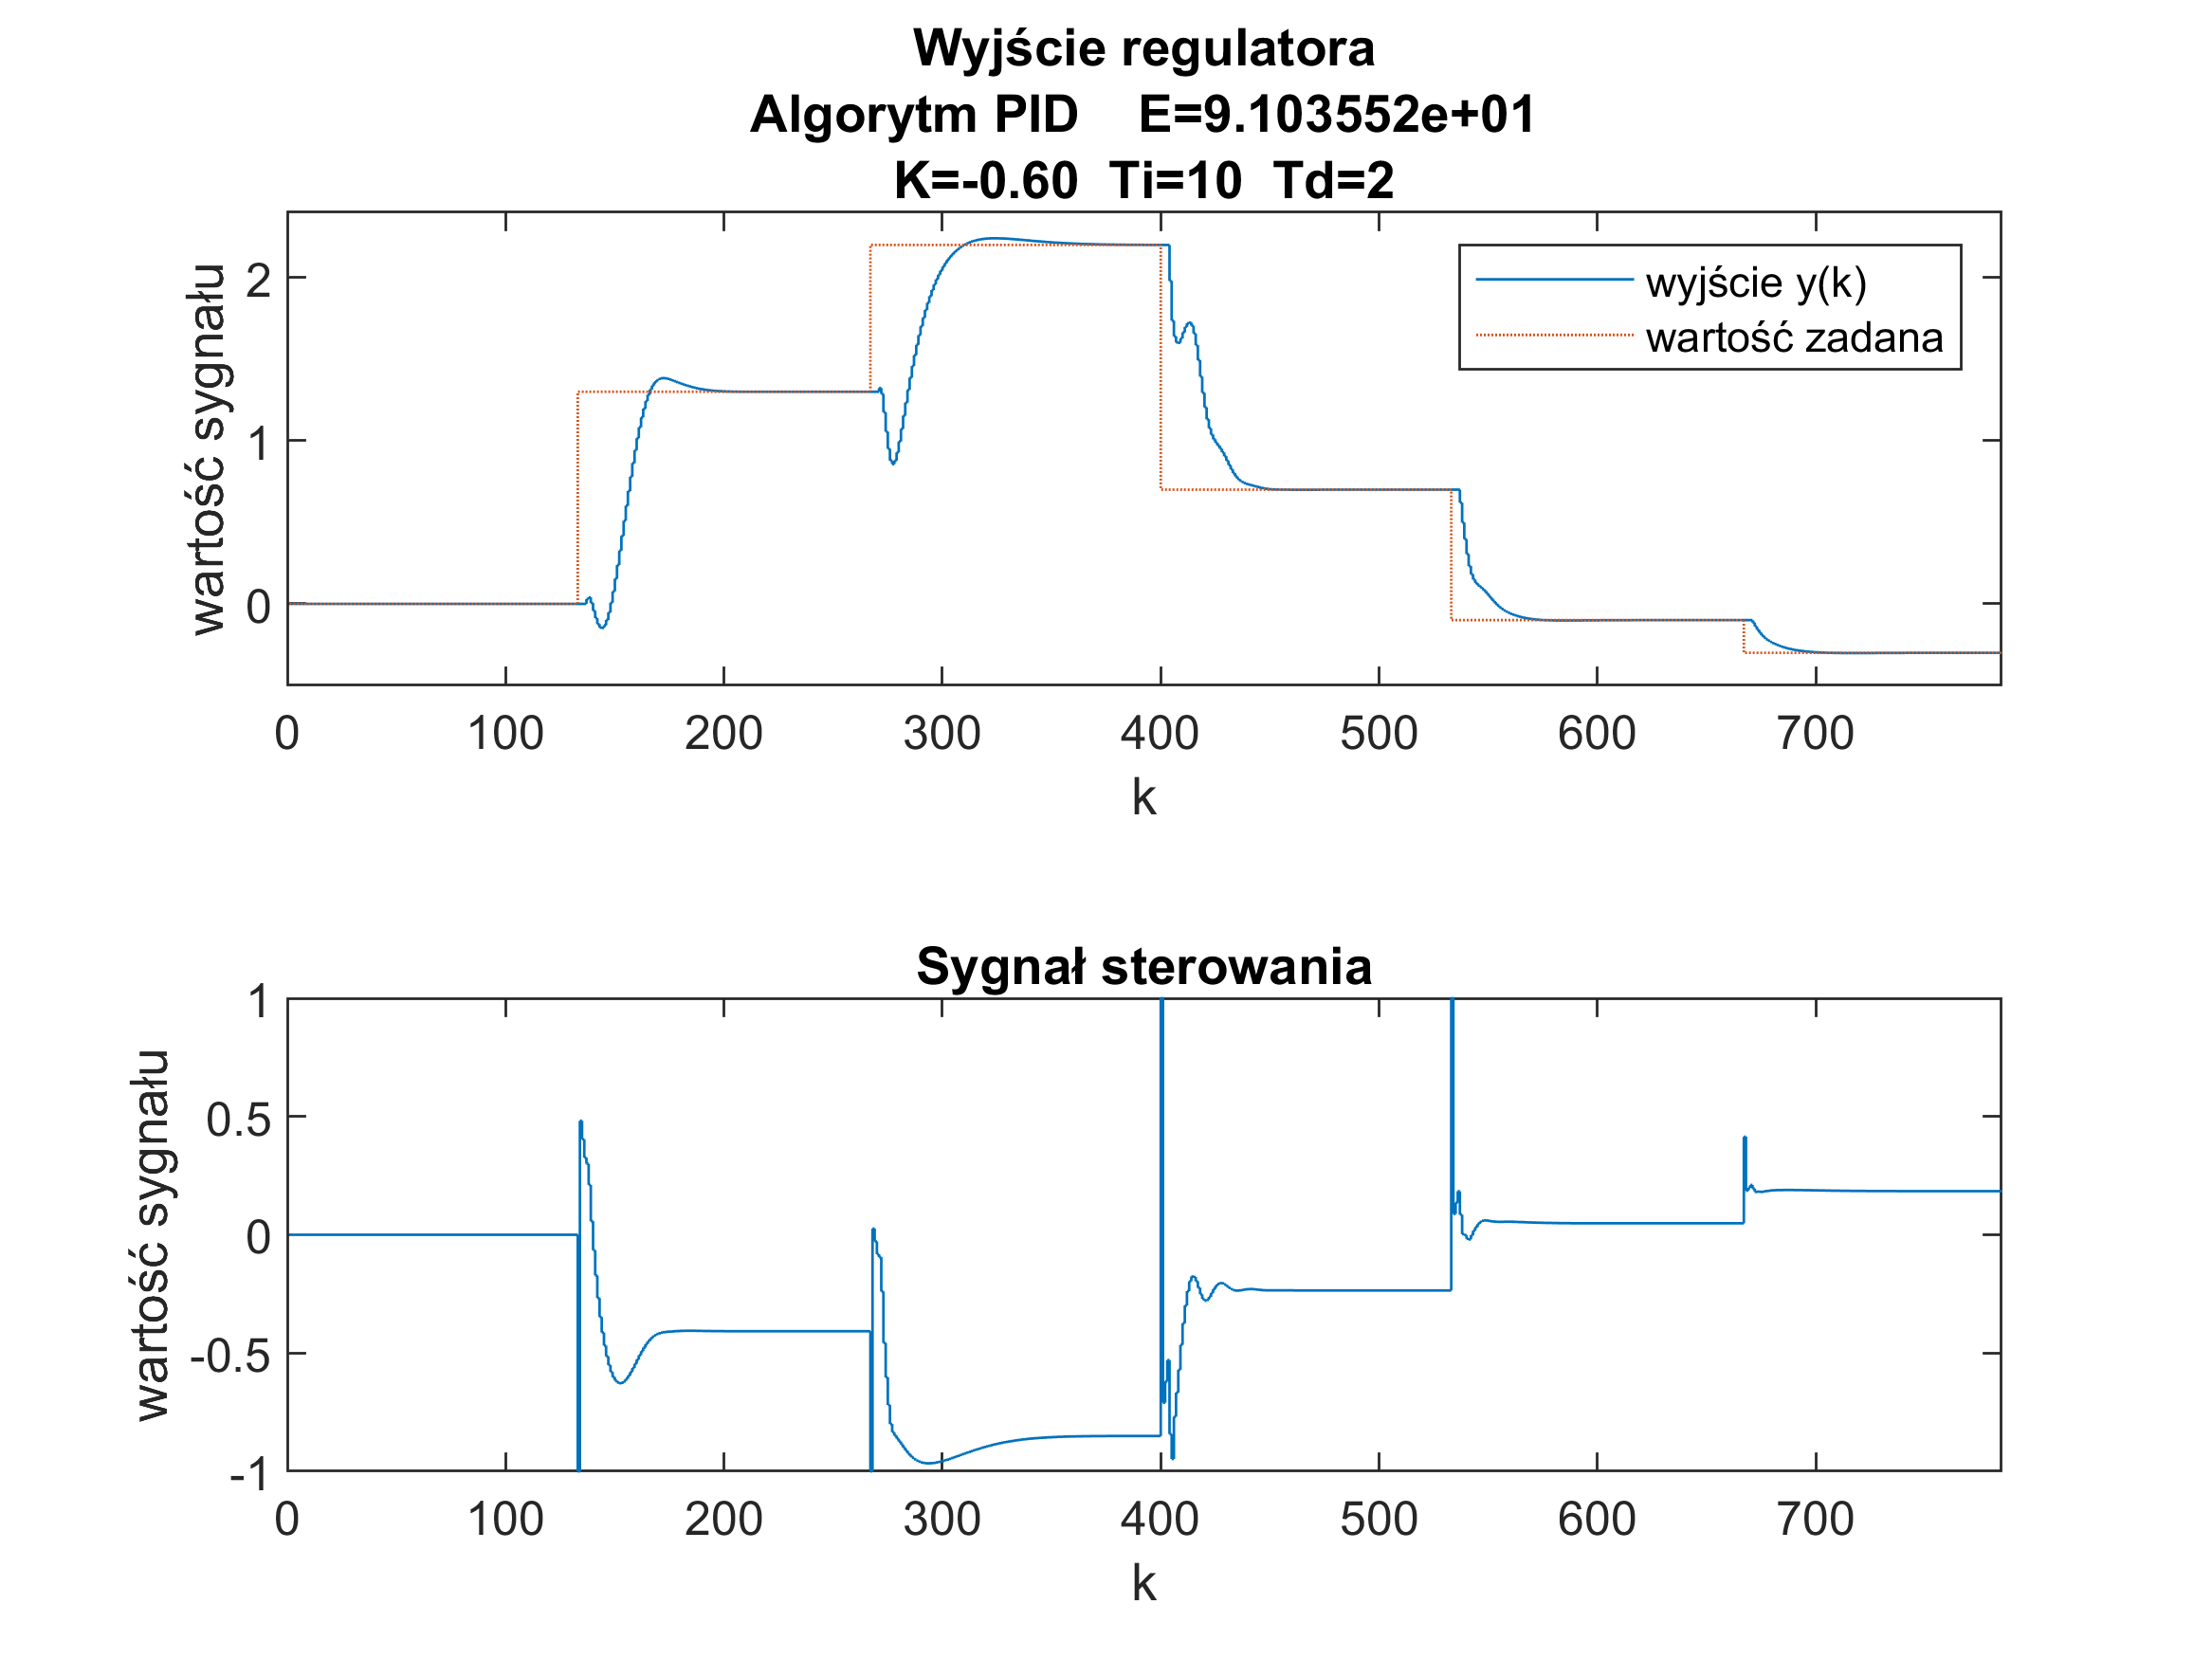 Wyjście regulatora
Algorytm PID E=9.103552e+01
K=-0.60 Ti=10 Td=2
wartość sygnału
2
1
0
wyjście y(k)
wartość zadana
0 100 200 300 400 500 600 700
k
Sygnał sterowania
wartość sygnału
1
0.5
0
-0.5
-1
0 100 200 300 400 500 600 700
k